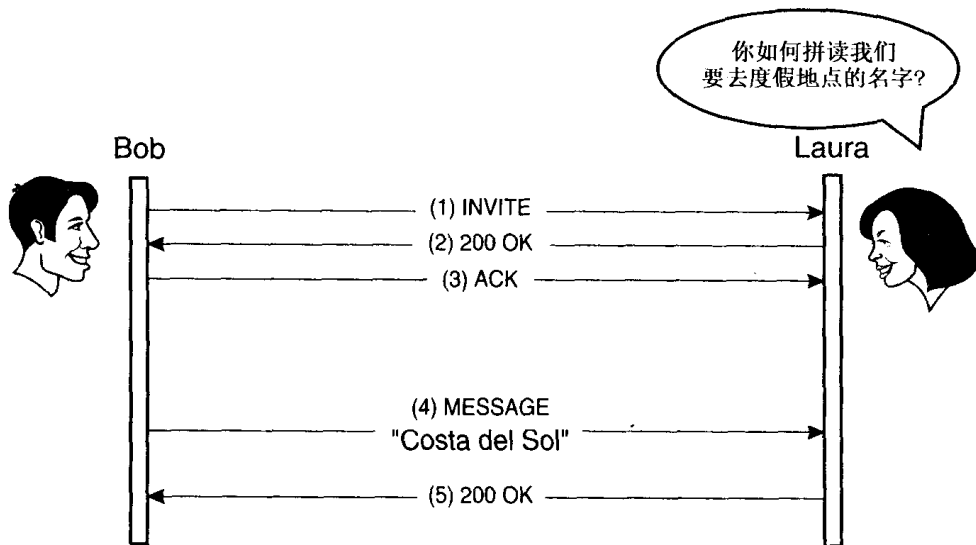 你如何拼读我们
要去度假地点的名字?
Bob
Laura
(1) INVITE
(2) 200 OK
(3) ACK
(4) MESSAGE
"Costa del Sol"
(5) 200 OK